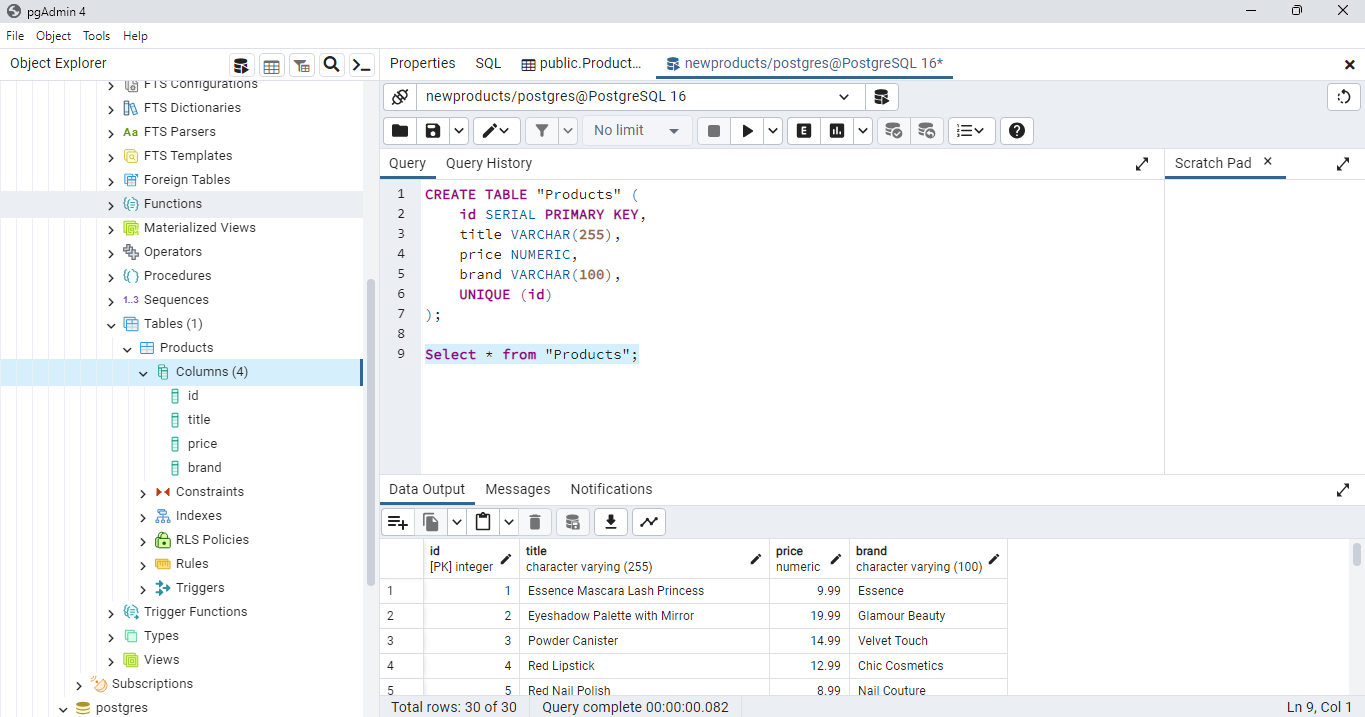 pgAdmin 4
File Object Tools Help
Object Explorer
FTS Configurations
FTS Dictionaries
Aa FTS Parsers
FTS Templates
Foreign Tables
Functions
Materialized Views
Operators
Procedures
1..3 Sequences
Tables (1)
Products
Columns (4)
id
title
price
brand
Constraints
Indexes
RLS Policies
Rules
Triggers
Trigger Functions
Types
Views
Subscriptions
postgres
Properties SQL public.Product... newproducts/postgres@PostgreSQL 16*
newproducts/postgres@PostgreSQL 16
No limit E
Query Query History
Scratch Pad
1 CREATE TABLE "Products" (
2 id SERIAL PRIMARY KEY,
3 title VARCHAR(255),
4 price NUMERIC,
5 brand VARCHAR(100),
6 UNIQUE (id)
7 );
8
9 Select * from "Products";
Data Output Messages Notifications
id title price brand
[PK] integer character varying (255) numeric character varying (100)
1 1 Essence Mascara Lash Princess 9.99 Essence
2 2 Eyeshadow Palette with Mirror 19.99 Glamour Beauty
3 3 Powder Canister 14.99 Velvet Touch
4 4 Red Lipstick 12.99 Chic Cosmetics
5 5 Red Nail Polish 8.99 Nail Couture
Total rows: 30 of 30 Query complete 00:00:00.082 Ln 9, Col 1